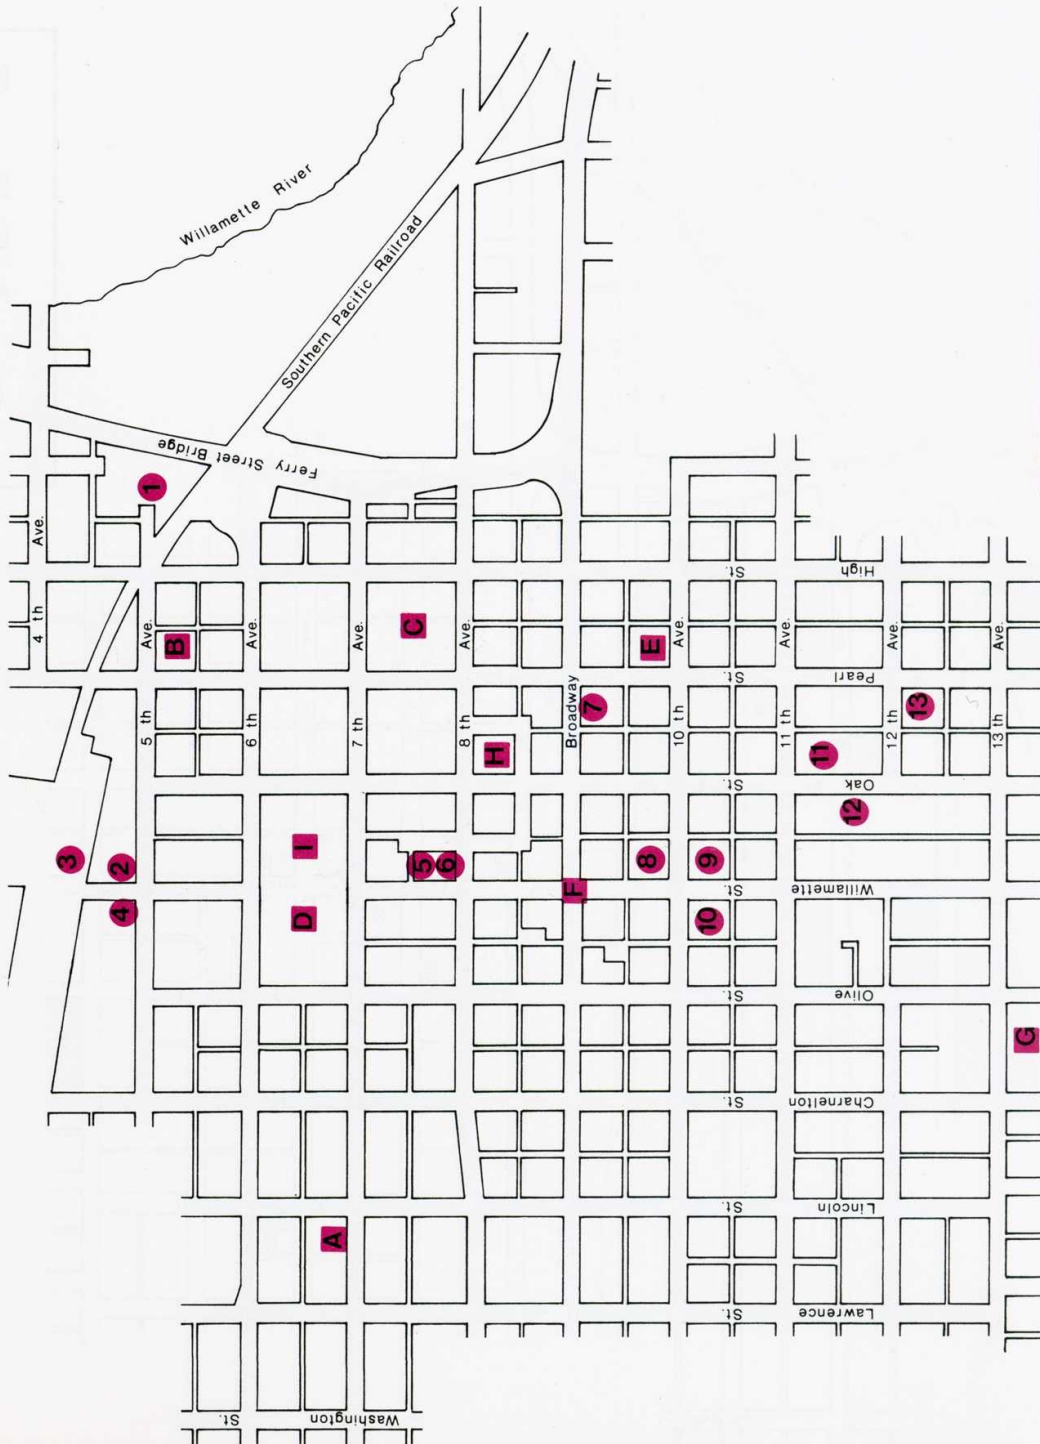 Willamette River
Southern Pacific Railroad
Ferry Street Bridge
4 th Ave.
5 th Ave.
6 th Ave.
7 th Ave.
8 th Ave.
Broadway
10 th Ave.
11 th Ave.
12 th Ave.
13 th Ave.
High St.
Pearl St.
Oak St.
Willamette St.
Olive St.
Charnelton St.
Lincoln St.
Lawrence St.
Washington St.
1
2
3
4
5
6
7
8
9
10
11
12
13
A
B
C
D
E
F
G
H
I